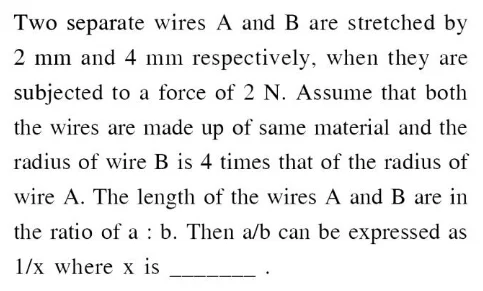 Two separate wires A and B are stretched by
2 mm and 4 mm respectively, when they are
subjected to a force of 2 N. Assume that both
the wires are made up of same material and the
radius of wire B is 4 times that of the radius of
wire A. The length of the wires A and B are in
the ratio of a : b. Then a/b can be expressed as
1/x where x is ________ .